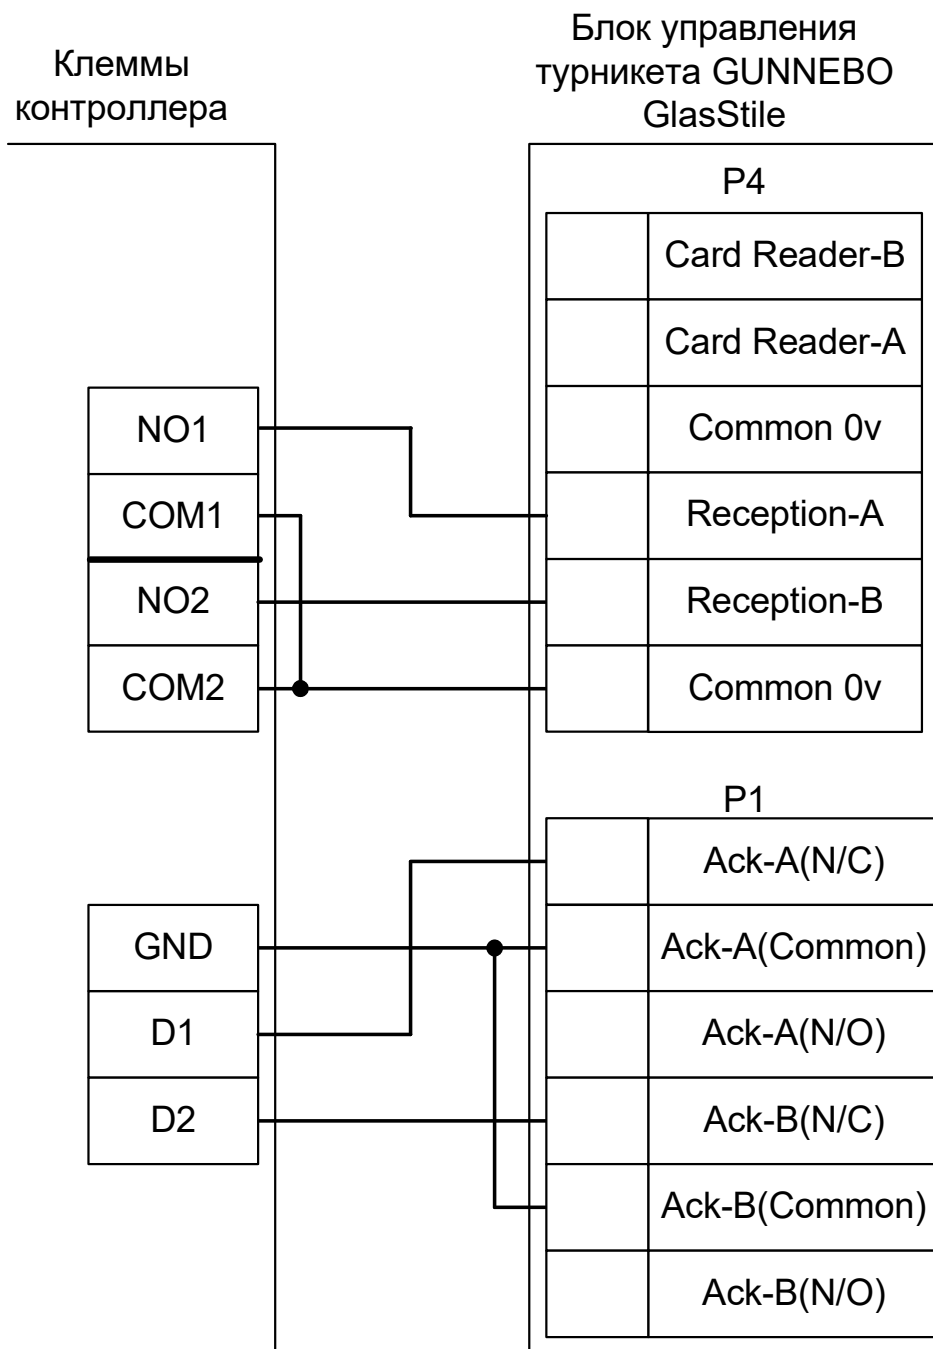 Клеммы
контроллера
Блок управления
турникета GUNNEBO
GlasStile
NO1
COM1
NO2
COM2
GND
D1
D2
P4
Card Reader-B
Card Reader-A
Common 0v
Reception-A
Reception-B
Common 0v
P1
Ack-A(N/C)
Ack-A(Common)
Ack-A(N/O)
Ack-B(N/C)
Ack-B(Common)
Ack-B(N/O)